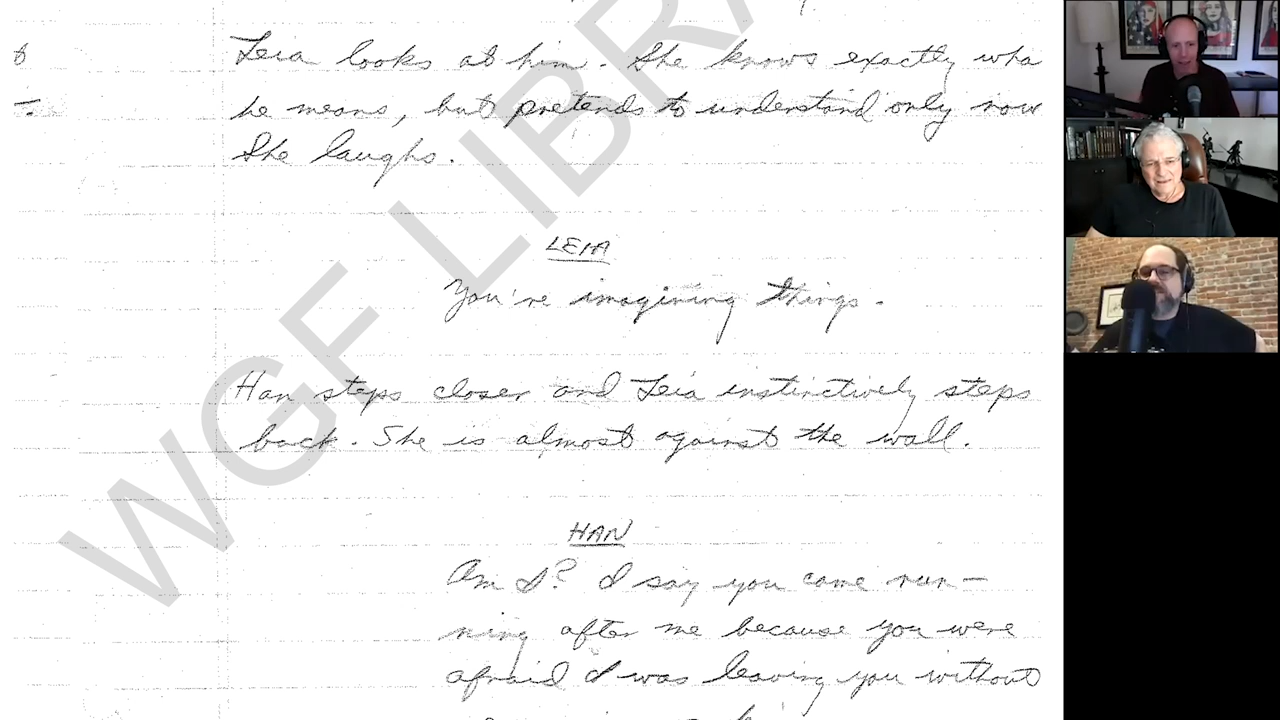 Leia looks at him. She knows exactly wha
he means, but pretends to understand only now
She laughs.
LEIA
You're imagining things.
Han steps closer and Leia instinctively steps
back. She is almost against the wall.
HAN
Am I? I say you came run-
ning after me because you were
afraid I was leaving you without
WGF LIBRA